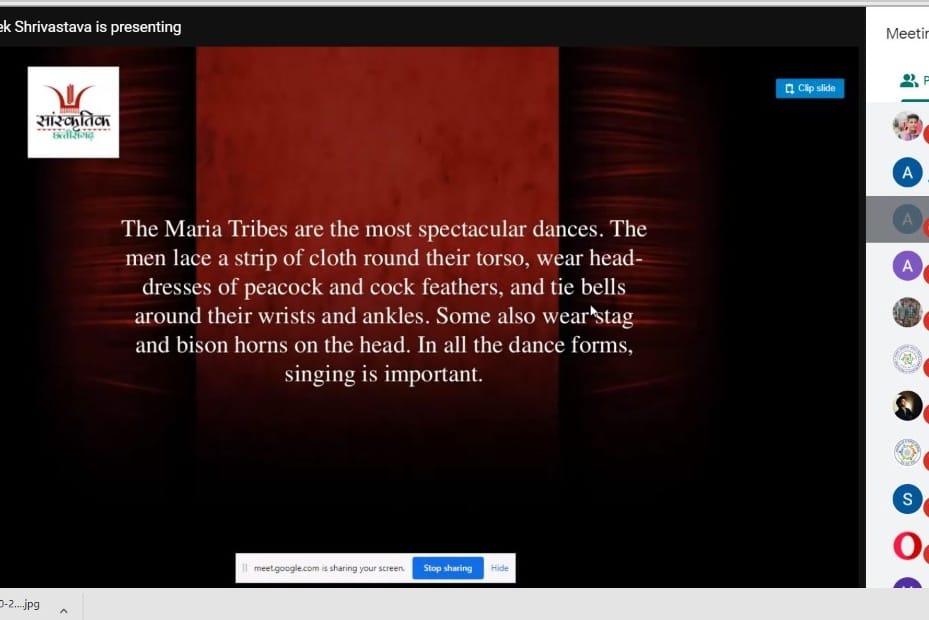 ek Shrivastava is presenting
Meetin
सांस्कृतिक
छत्तीसगढ़
Clip slide
P
A
A
A
The Maria Tribes are the most spectacular dances. The
men lace a strip of cloth round their torso, wear head-
dresses of peacock and cock feathers, and tie bells
around their wrists and ankles. Some also wear stag
and bison horns on the head. In all the dance forms,
singing is important.
S
meet.google.com is sharing your screen.
Stop sharing
Hide
0-2....jpg